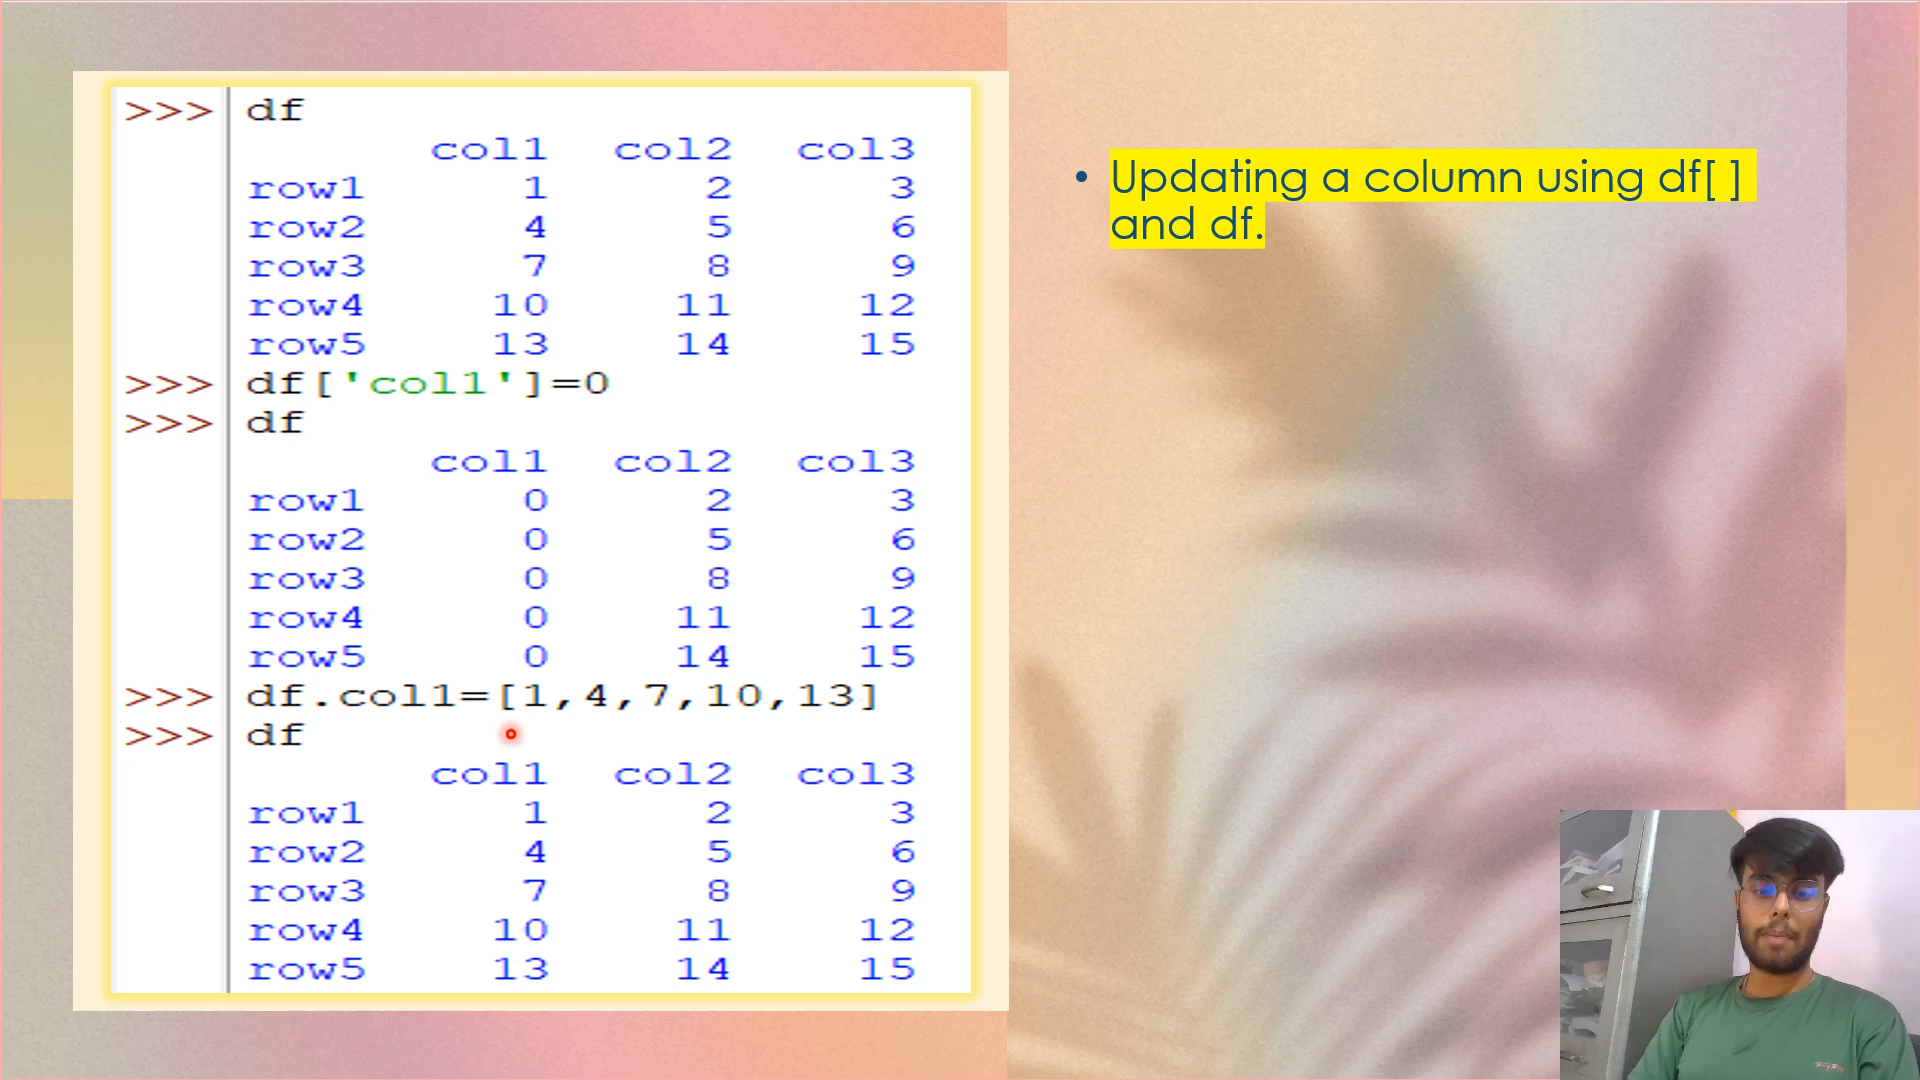 >>> df
col1 col2 col3
row1 1 2 3
row2 4 5 6
row3 7 8 9
row4 10 11 12
row5 13 14 15
>>> df['col1']=0
>>> df
col1 col2 col3
row1 0 2 3
row2 0 5 6
row3 0 8 9
row4 0 11 12
row5 0 14 15
>>> df.col1=[1,4,7,10,13]
>>> df
col1 col2 col3
row1 1 2 3
row2 4 5 6
row3 7 8 9
row4 10 11 12
row5 13 14 15
• Updating a column using df[ ]
and df.